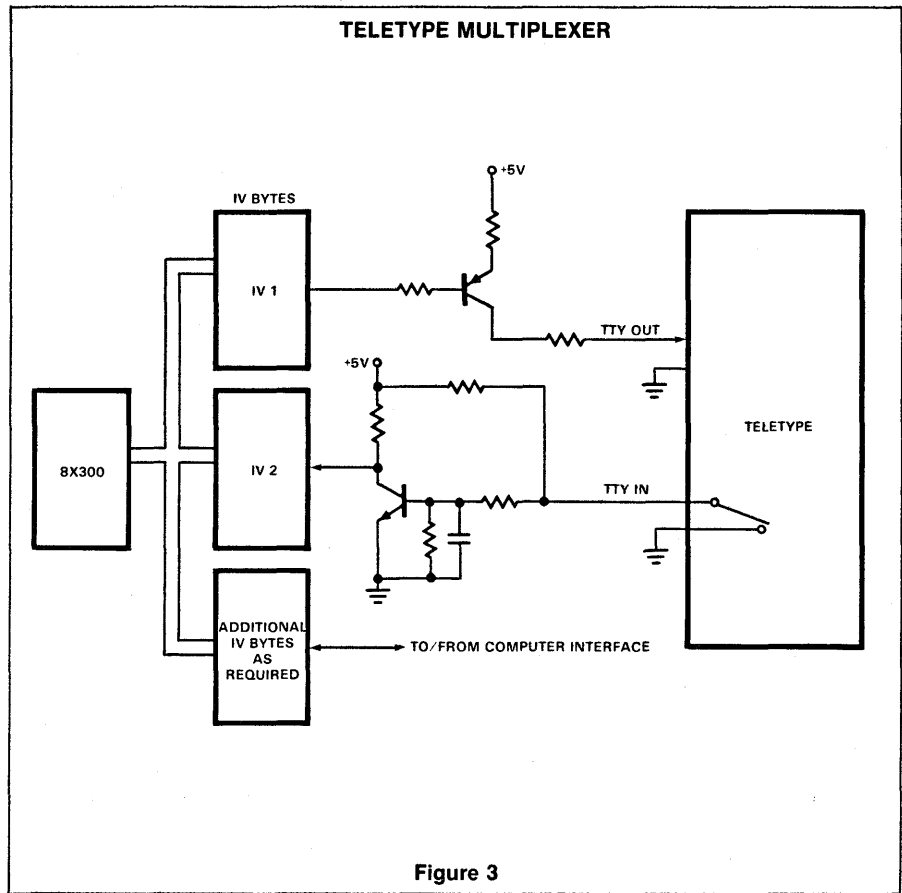 TELETYPE MULTIPLEXER
+5V
IV BYTES
IV 1
TTY OUT
+5V
TELETYPE
8X300
IV 2
TTY IN
ADDITIONAL
IV BYTES
AS
REQUIRED
TO/FROM COMPUTER INTERFACE
Figure 3